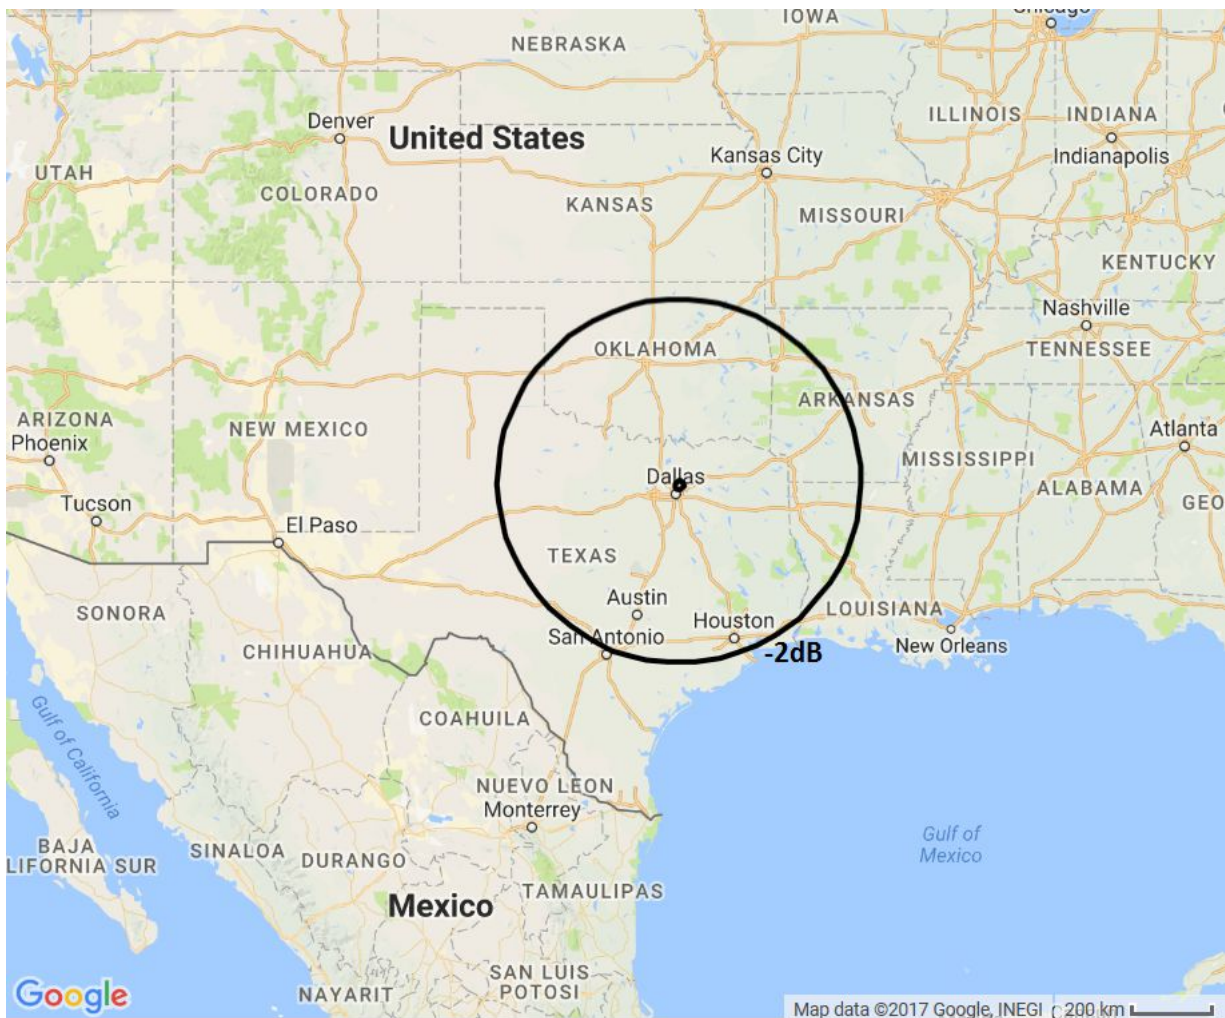 Chicago
IOWA
NEBRASKA
ILLINOIS
INDIANA
Denver
United States
Kansas City
Indianapolis
UTAH
COLORADO
KANSAS
MISSOURI
KENTUCKY
Nashville
OKLAHOMA
TENNESSEE
ARKANSAS
ARIZONA
NEW MEXICO
Phoenix
Atlanta
MISSISSIPPI
Dallas
ALABAMA
Tucson
GEO
El Paso
TEXAS
Austin
SONORA
Houston
LOUISIANA
San Antonio
New Orleans
CHIHUAHUA
-2dB
Gulf of
California
COAHUILA
NUEVO LEON
Monterrey
Gulf of
Mexico
BAJA
LIFORNIA SUR
SINALOA
DURANGO
TAMAULIPAS
Mexico
SAN LUIS
POTOSI
NAYARIT
Google
Map data ©2017 Google, INEGI
200 km